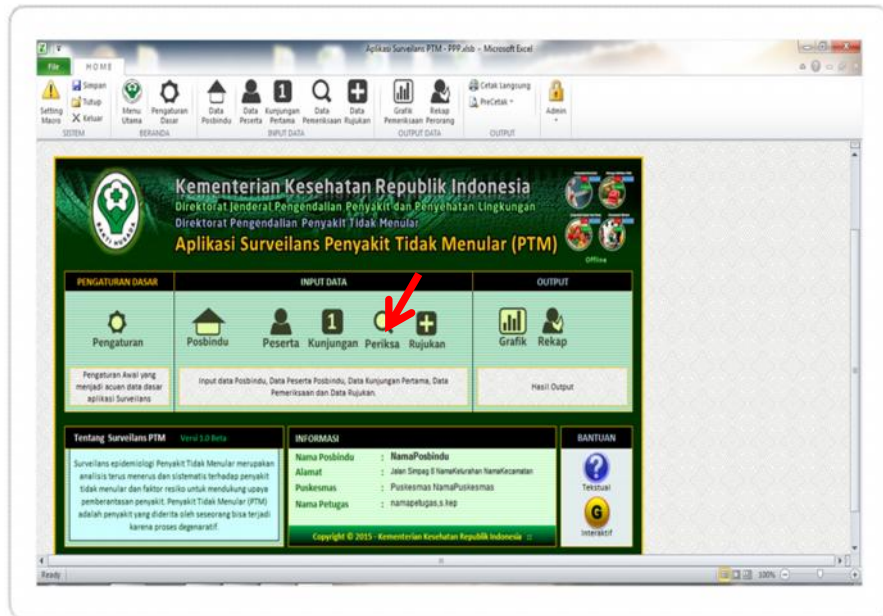 Aplikasi Surveilans PTM - PPP.xlsb - Microsoft Excel
File HOME
Setting Macro
Simpan
Tutup
Keluar
SISTEM
Menu Utama
Pengaturan Dasar
BERANDA
Data Posbindu
Data Peserta
Kunjungan Pertama
Data Pemeriksaan
Data Rujukan
INPUT DATA
Grafik Pemeriksaan
Rekap Perorang
OUTPUT DATA
Cetak Langsung
PreCetak
OUTPUT
Admin
Kementerian Kesehatan Republik Indonesia
Direktorat Jenderal Pengendalian Penyakit dan Penyehatan Lingkungan
Direktorat Pengendalian Penyakit Tidak Menular
Aplikasi Surveilans Penyakit Tidak Menular (PTM)
BAKTI HUSADA
Offline
PENGATURAN DASAR INPUT DATA OUTPUT
1
Pengaturan Posbindu Peserta Kunjungan Periksa Rujukan Grafik Rekap
Pengaturan Awal yang
menjadi acuan data dasar
aplikasi Surveilans
Input data Posbindu, Data Peserta Posbindu, Data Kunjungan Pertama, Data
Pemeriksaan dan Data Rujukan.
Hasil Output
Tentang Surveilans PTM Versi 1.0 Beta
Surveilans epidemiologi Penyakit Tidak Menular merupakan
analisis terus menerus dan sistematis terhadap penyakit
tidak menular dan faktor resiko untuk mendukung upaya
pemberantasan penyakit. Penyakit Tidak Menular (PTM)
adalah penyakit yang diderita oleh seseorang bisa terjadi
karena proses degenaratif.
INFORMASI
Nama Posbindu : NamaPosbindu
Alamat : Jalan Simpag 8 NamaKelurahan NamaKecamatan
Puskesmas : Puskesmas NamaPuskesmas
Nama Petugas : namapetugas,s.kep
Copyright © 2015 - Kementerian Kesehatan Republik Indonesia ::
BANTUAN
?
Tekstual
G
Interaktif
Ready 100%